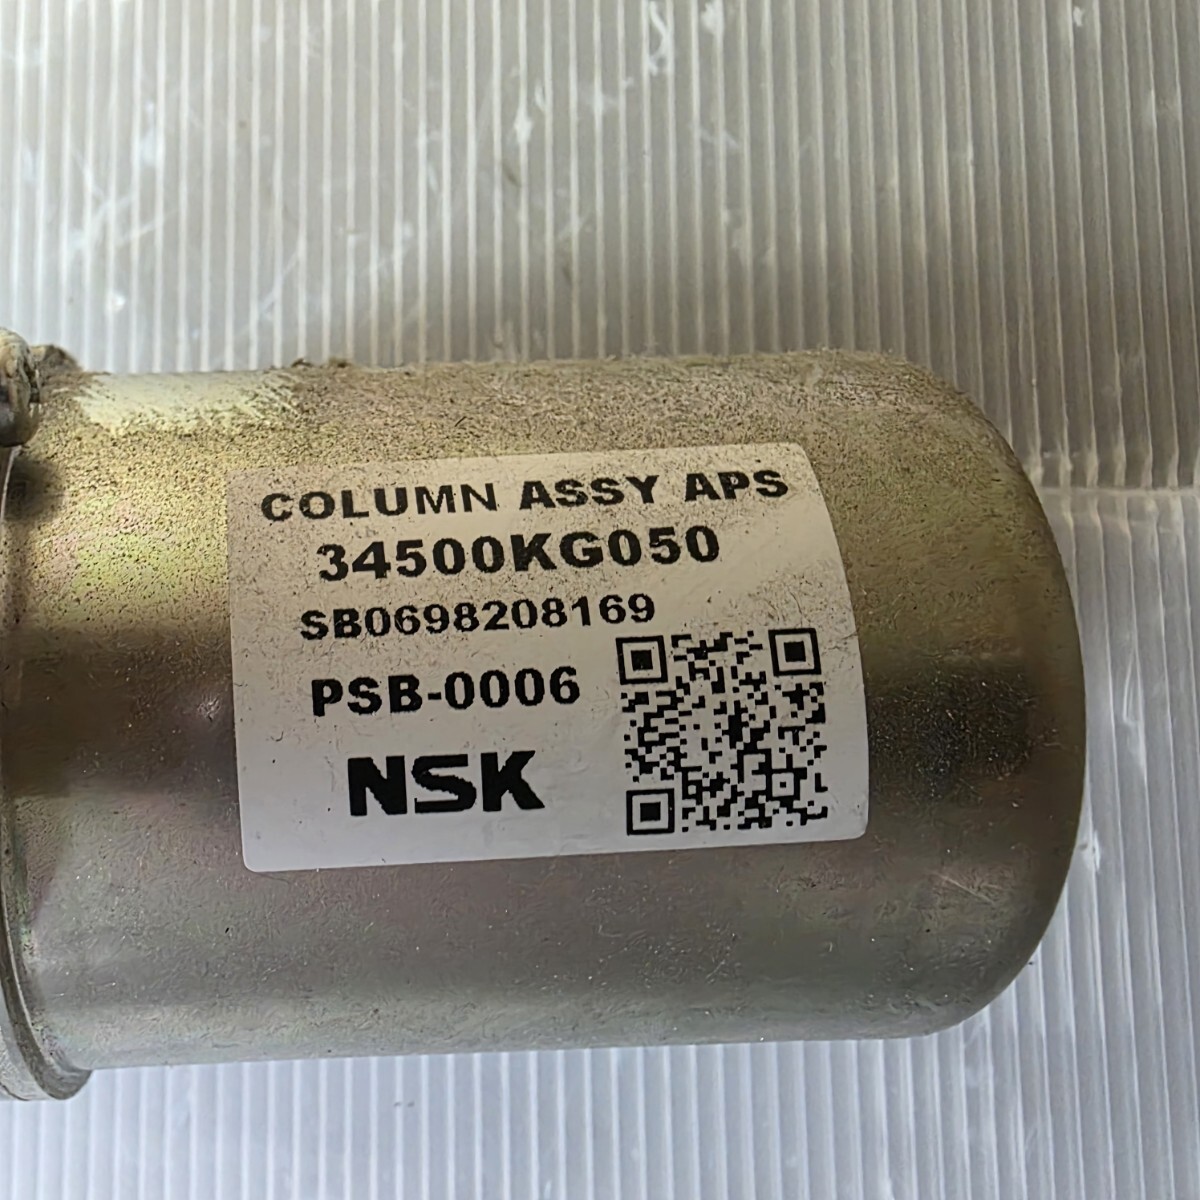 COLUMN ASSY APS
34500KG050
SB0698208169
PSB-0006
NSK